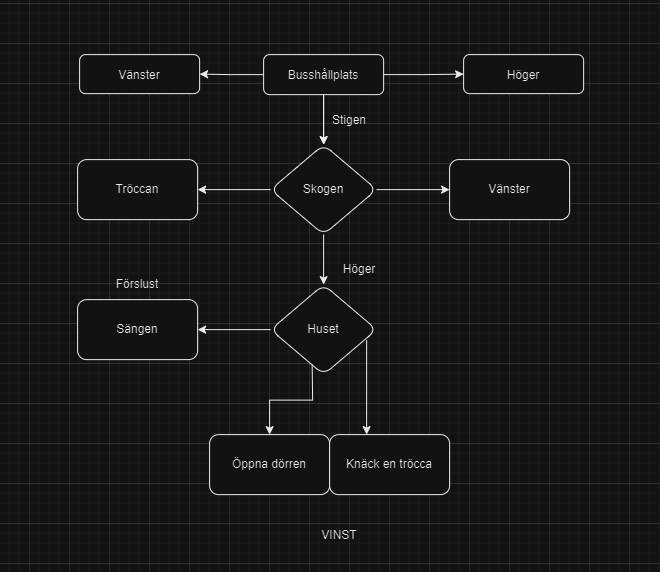 Vänster
Busshållplats
Höger
Stigen
Tröccan
Skogen
Vänster
Höger
Förslust
Sängen
Huset
Öppna dörren
Knäck en tröcca
VINST